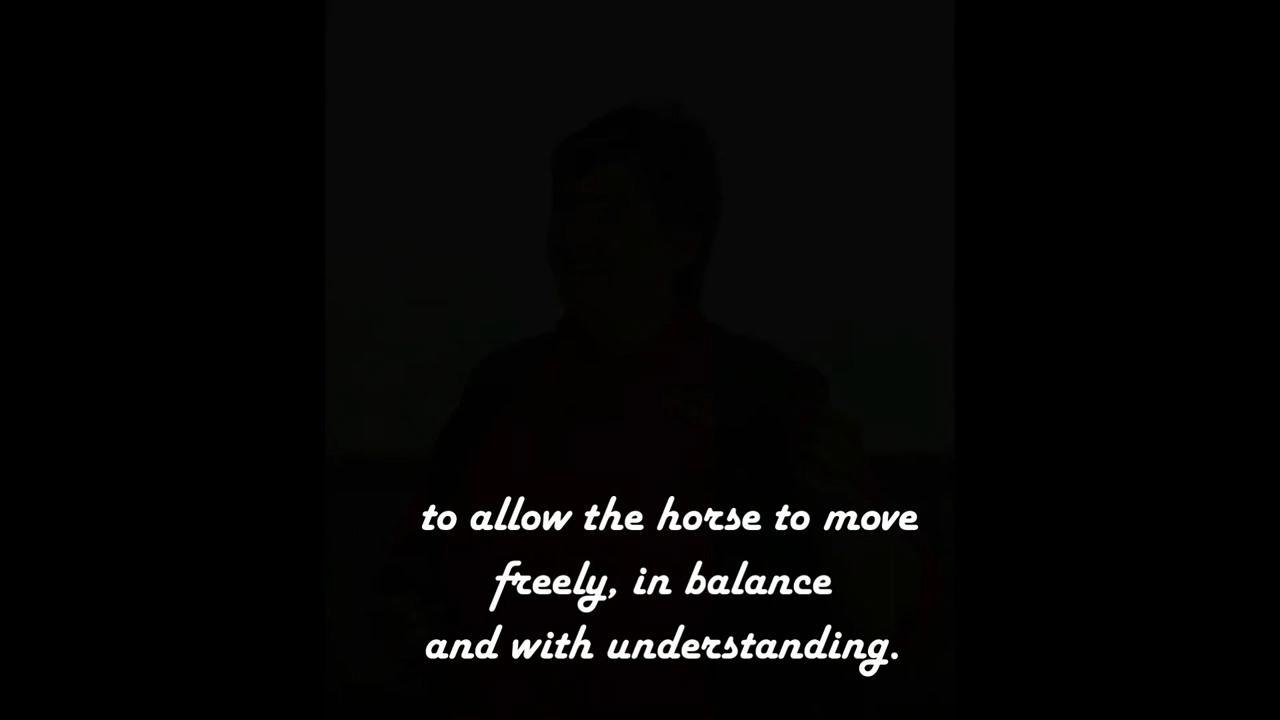 to allow the horse to move
freely, in balance
and with understanding.